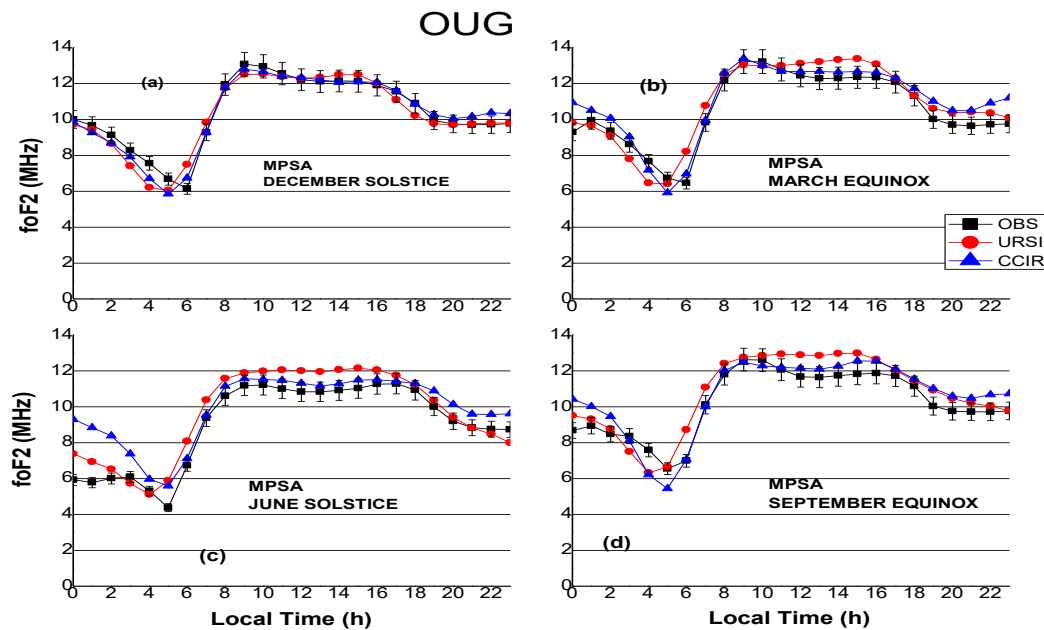 OUG
foF2 (MHz)
14
12
10
8
6
4
2
0
(a)
MPSA
DECEMBER SOLSTICE
0 2 4 6 8 10 12 14 16 18 20 22
14
12
10
8
6
4
2
0
(b)
MPSA
MARCH EQUINOX
OBS
URSI
CCIR
0 2 4 6 8 10 12 14 16 18 20 22
foF2 (MHz)
14
12
10
8
6
4
2
0
MPSA
JUNE SOLSTICE
(c)
0 2 4 6 8 10 12 14 16 18 20 22
Local Time (h)
14
12
10
8
6
4
2
0
MPSA
SEPTEMBER EQUINOX
(d)
0 2 4 6 8 10 12 14 16 18 20 22
Local Time (h)